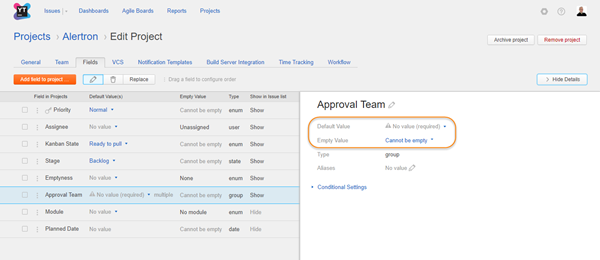 YT
Issues Dashboards Agile Boards Reports Projects
Projects > Alertron > Edit Project
Archive project Remove project
General Team Fields VCS Notification Templates Build Server Integration Time Tracking Workflow
Add field to project ... Replace Drag a field to configure order > Hide Details
Field in Projects Default Value(s) Empty Value Type Show in issue list
Priority Normal Cannot be empty enum Show
Assignee No value Unassigned user Show
Kanban State Ready to pull Cannot be empty enum Show
Stage Backlog Cannot be empty state Show
Emptyness No value None enum Show
Approval Team No value (required) multiple Cannot be empty group Show
Module No value No module enum Hide
Planned Date No value Cannot be empty date Hide
Approval Team
Default Value No value (required)
Empty Value Cannot be empty
Type group
Aliases No value
Conditional Settings